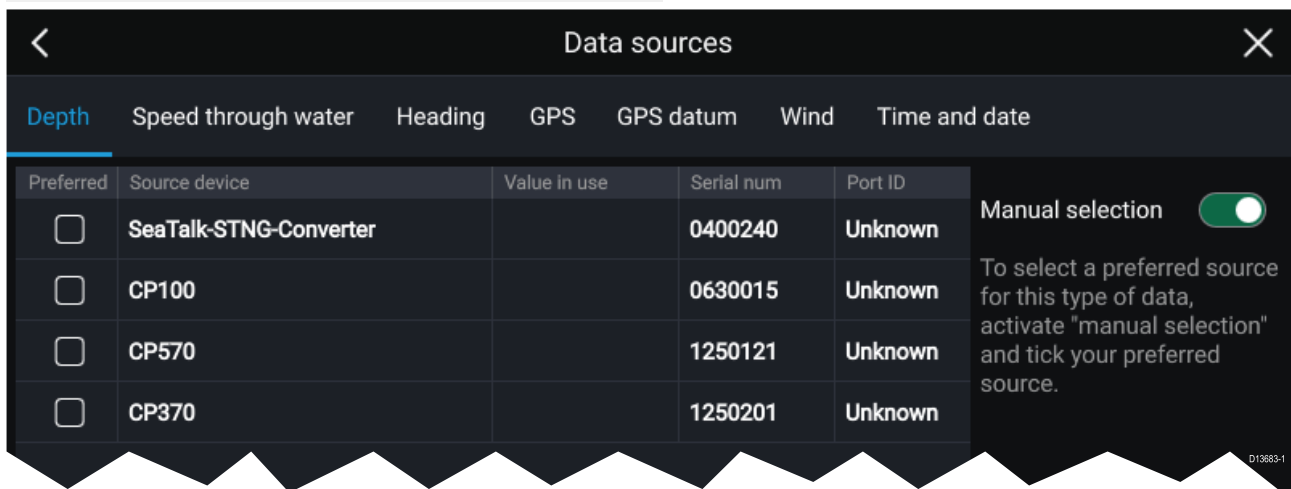 Data sources
Depth Speed through water Heading GPS GPS datum Wind Time and date
Preferred Source device Value in use Serial num Port ID
SeaTalk-STNG-Converter 0400240 Unknown
CP100 0630015 Unknown
CP570 1250121 Unknown
CP370 1250201 Unknown
Manual selection
To select a preferred source
for this type of data,
activate "manual selection"
and tick your preferred
source.
D13683-1